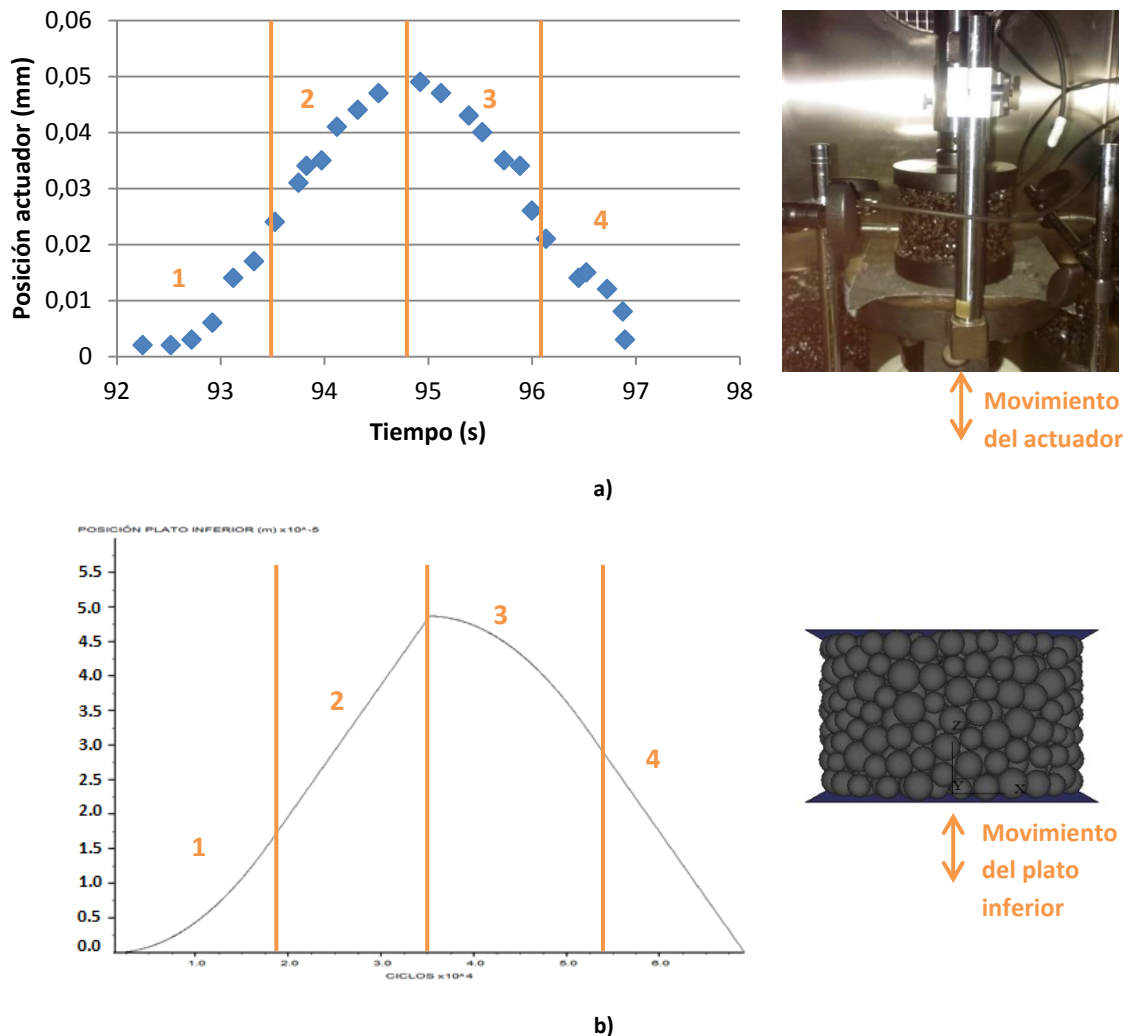 0,06
0,05
0,04
0,03
0,02
0,01
0
Posición actuador (mm)
1
2
3
4
92 93 94 95 96 97 98
Tiempo (s)
Movimiento
del actuador
a)
POSICIÓN PLATO INFERIOR (m) x10^-5
5.5
5.0
4.5
4.0
3.5
3.0
2.5
2.0
1.5
1.0
0.5
0.0
1
2
3
4
1.0 2.0 3.0 4.0 5.0 6.0
CICLOS x10^4
Z
Y X
Movimiento
del plato
inferior
b)